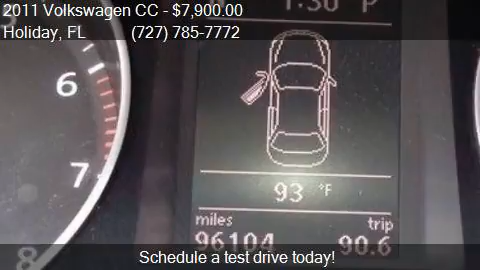 2011 Volkswagen CC - $7,900.00
Holiday, FL (727) 785-7772
1:30 P
6
7
8
93 °F
miles trip
96104 90.6
Schedule a test drive today!